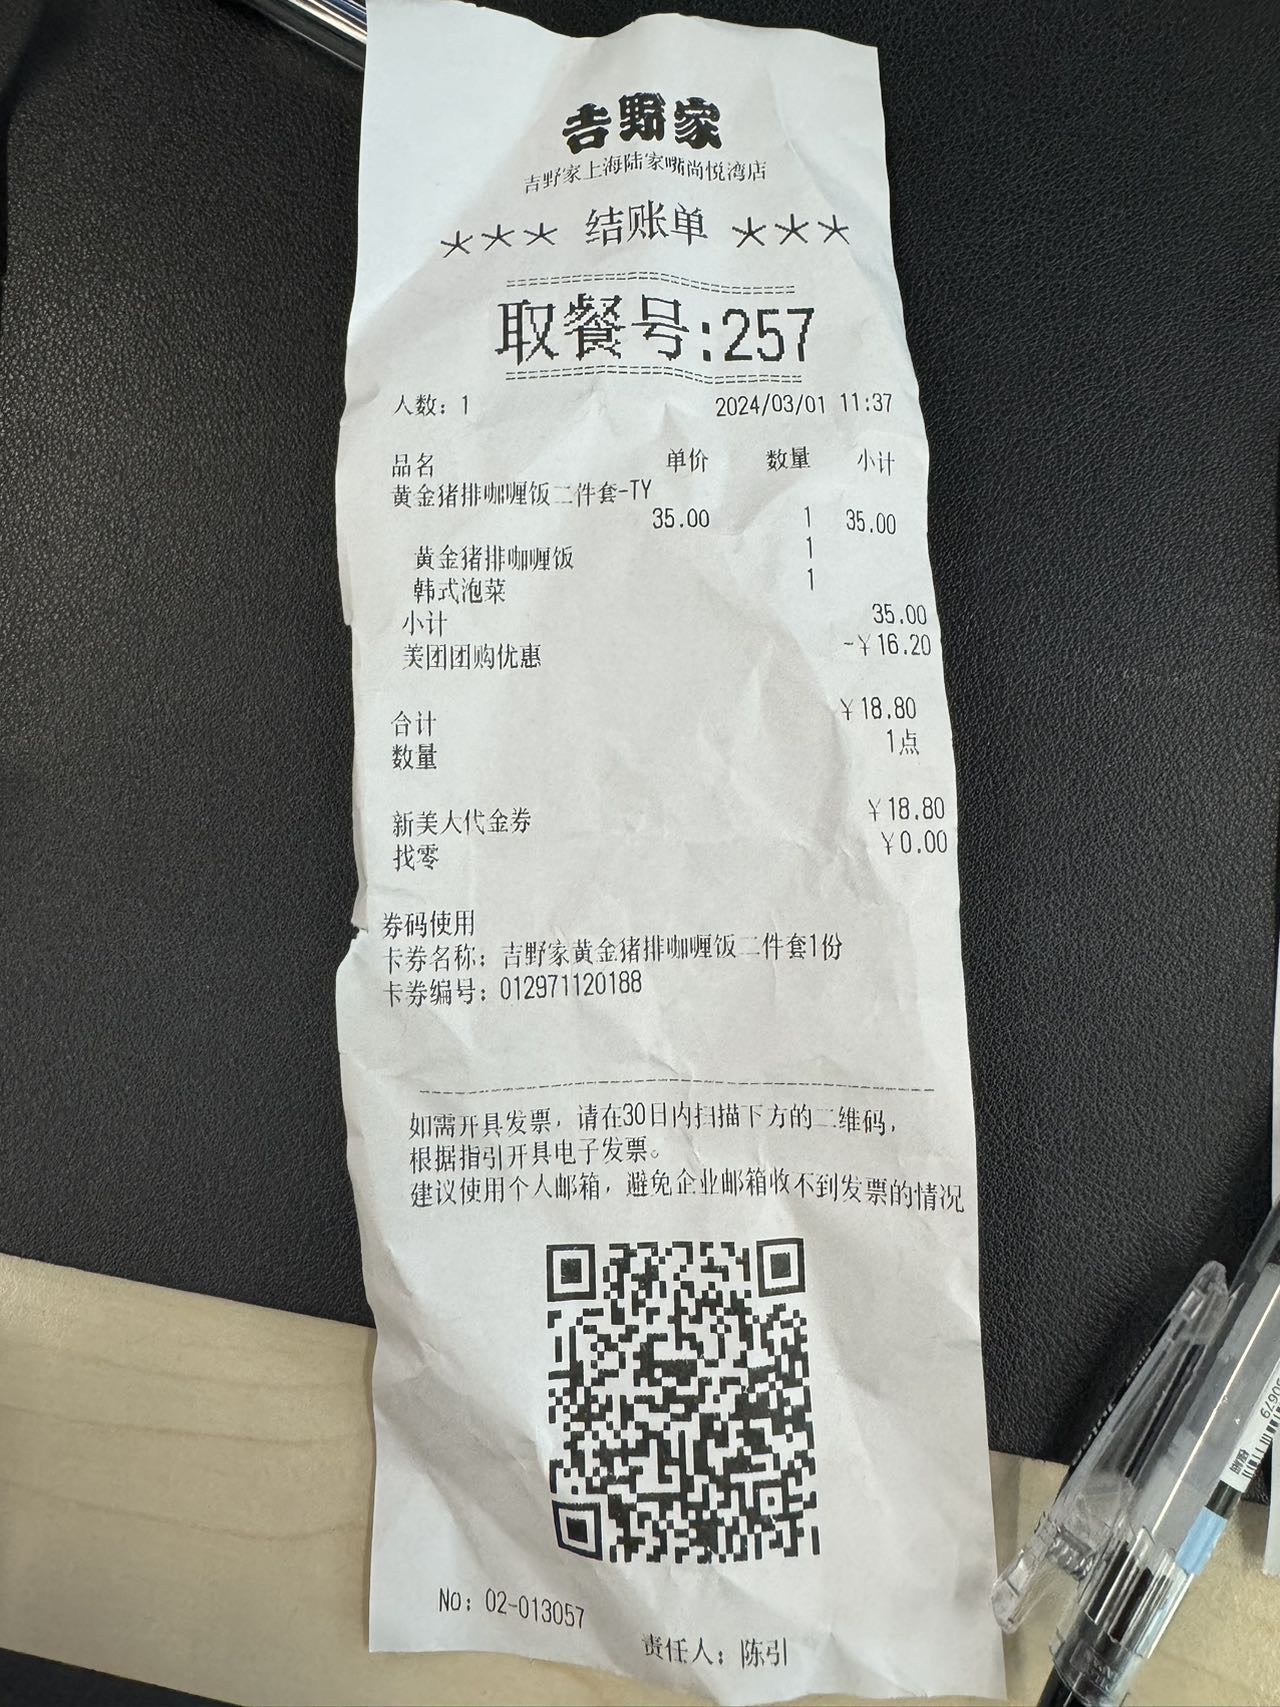 吉野家
吉野家上海陆家嘴尚悦湾店
*** 结账单 ***
取餐号:257
人数：1 2024/03/01 11:37
品名 单价 数量 小计
黄金猪排咖喱饭二件套-TY
35.00 1 35.00
黄金猪排咖喱饭 1
韩式泡菜 1
小计 35.00
美团团购优惠 -￥16.20
合计 ￥18.80
数量 1点
新美大代金券 ￥18.80
找零 ￥0.00
券码使用
卡券名称：吉野家黄金猪排咖喱饭二件套1份
卡券编号：012971120188
如需开具发票，请在30日内扫描下方的二维码，
根据指引开具电子发票。
建议使用个人邮箱，避免企业邮箱收不到发票的情况
No：02-013057
责任人：陈引